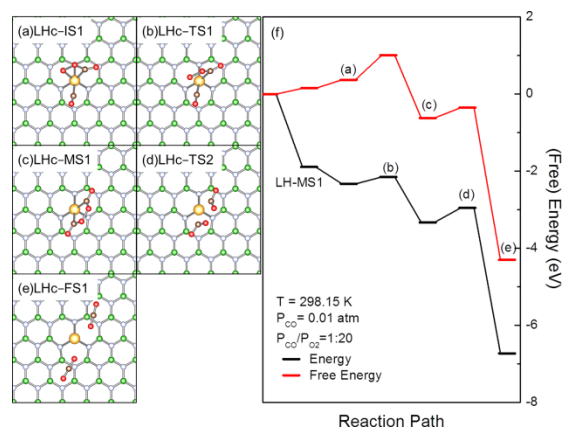 (a)LHc-IS1
(b)LHc-TS1
(c)LHc-MS1
(d)LHc-TS2
(e)LHc-FS1
(f)
(a)
(b)
(c)
(d)
(e)
LH-MS1
T = 298.15 K
P_CO= 0.01 atm
P_CO/P_O2=1:20
Energy
Free Energy
2
0
-2
-4
-6
-8
(Free) Energy (eV)
Reaction Path